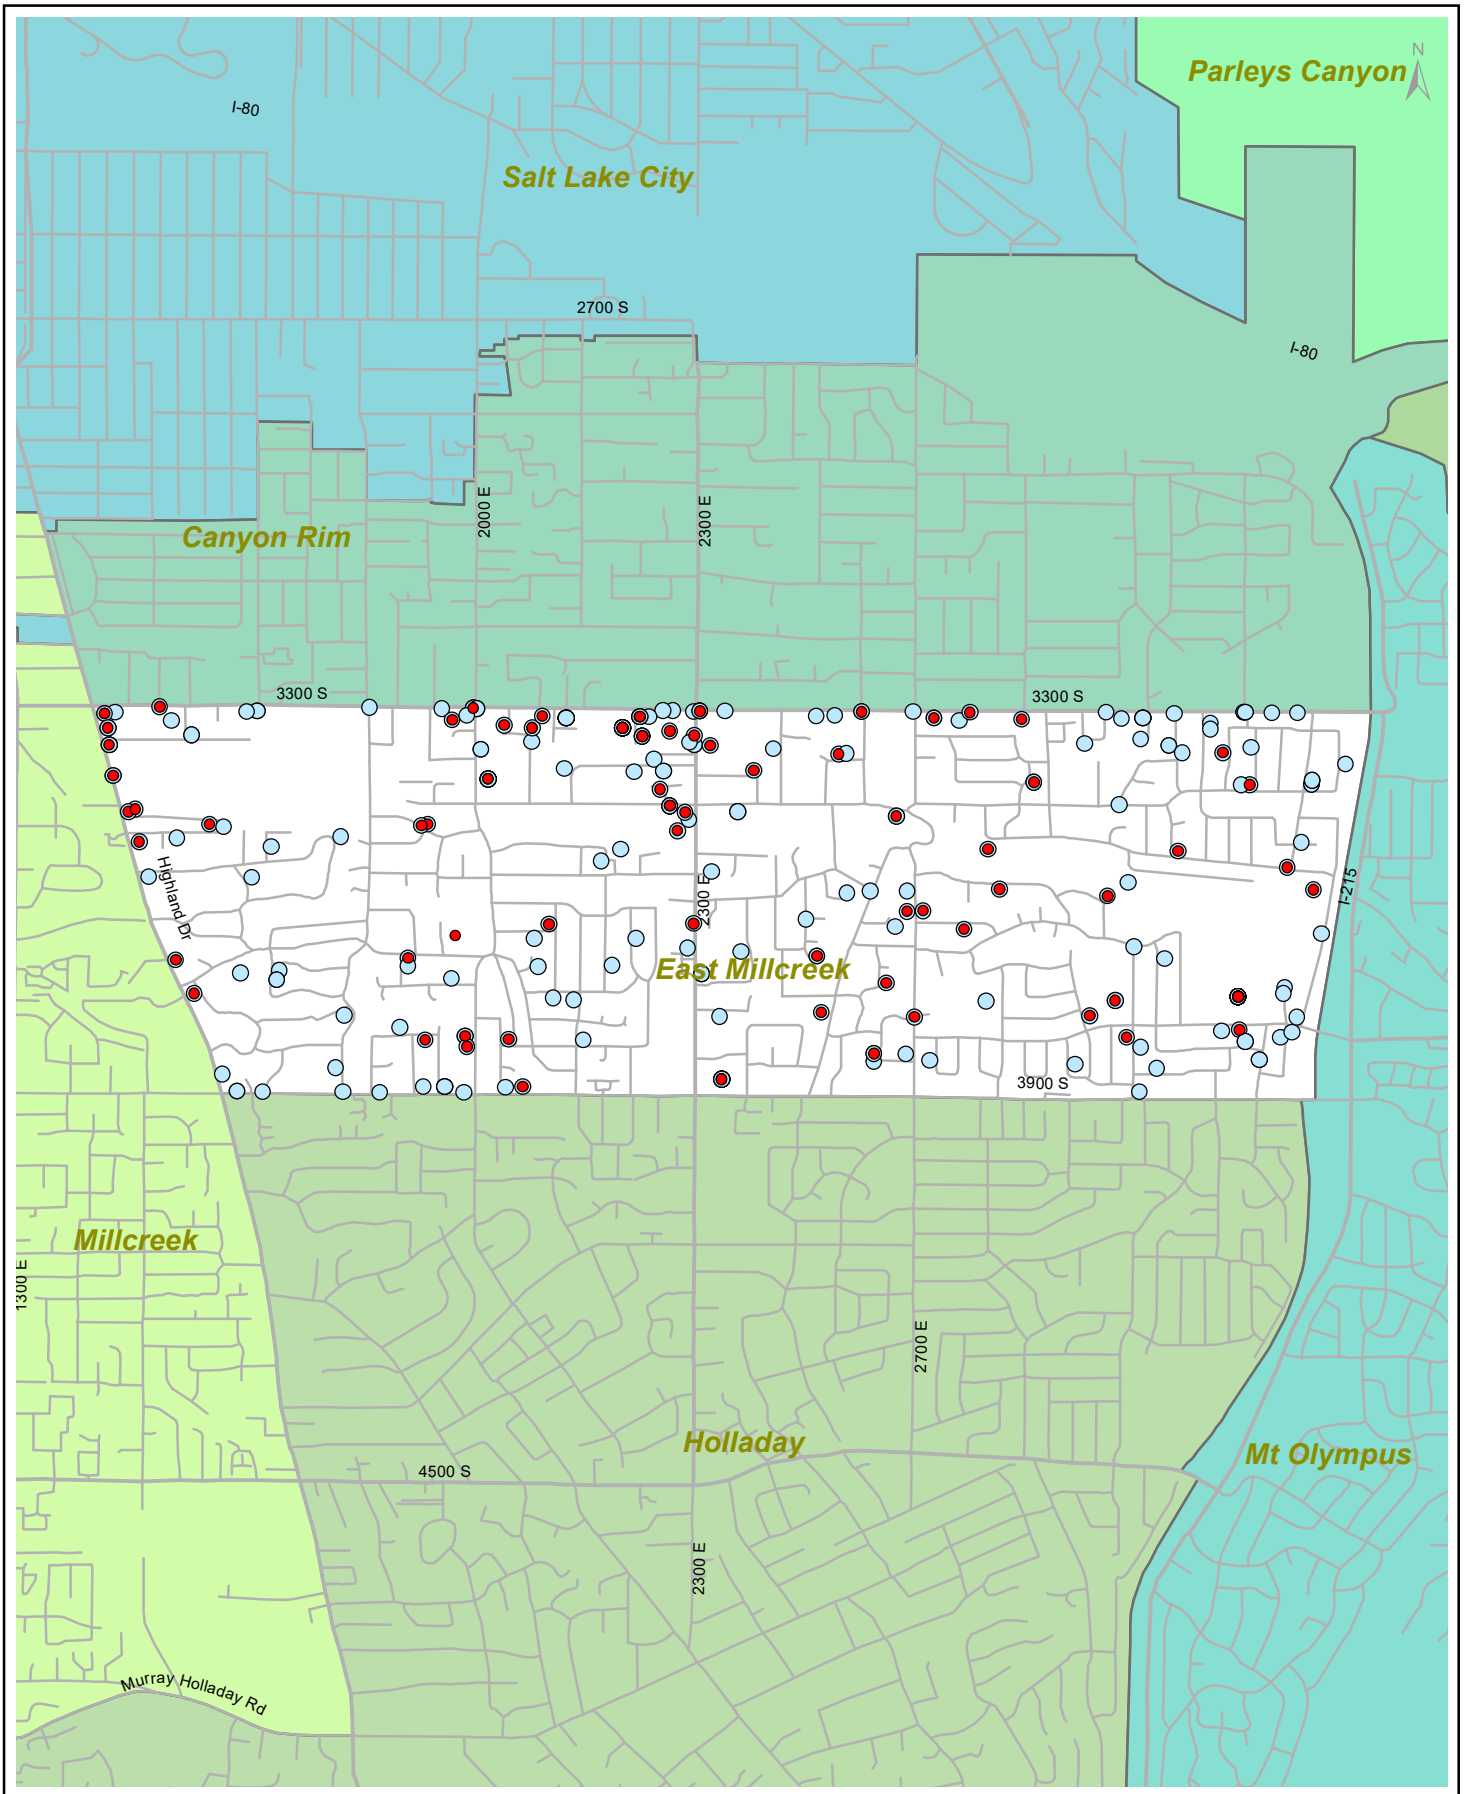 N
Parleys Canyon
I-80
Salt Lake City
2700 S
I-80
2000 E
2300 E
Canyon Rim
3300 S
3300 S
Highland Dr
2300 E
I-215
East Millcreek
3900 S
Millcreek
1300 E
2700 E
Holladay
Mt Olympus
4500 S
2300 E
Murray Holladay Rd